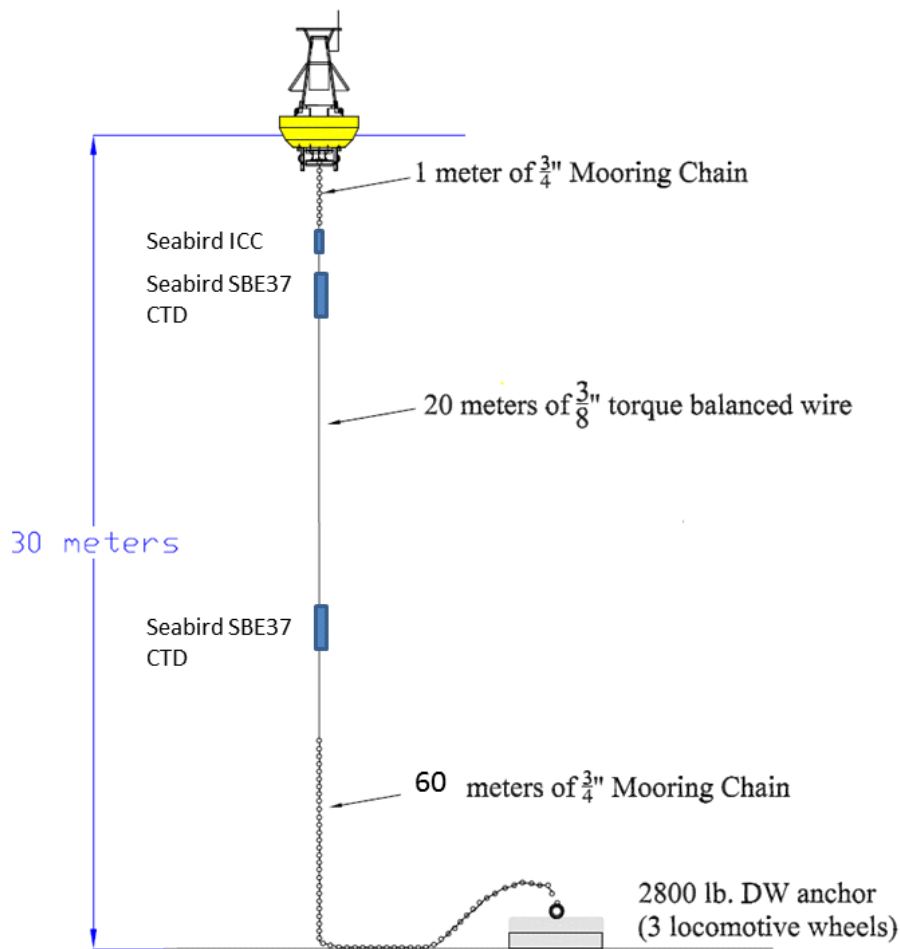 1 meter of 3/4" Mooring Chain
Seabird ICC
Seabird SBE37
CTD
20 meters of 3/8" torque balanced wire
30 meters
Seabird SBE37
CTD
60 meters of 3/4" Mooring Chain
2800 lb. DW anchor
(3 locomotive wheels)